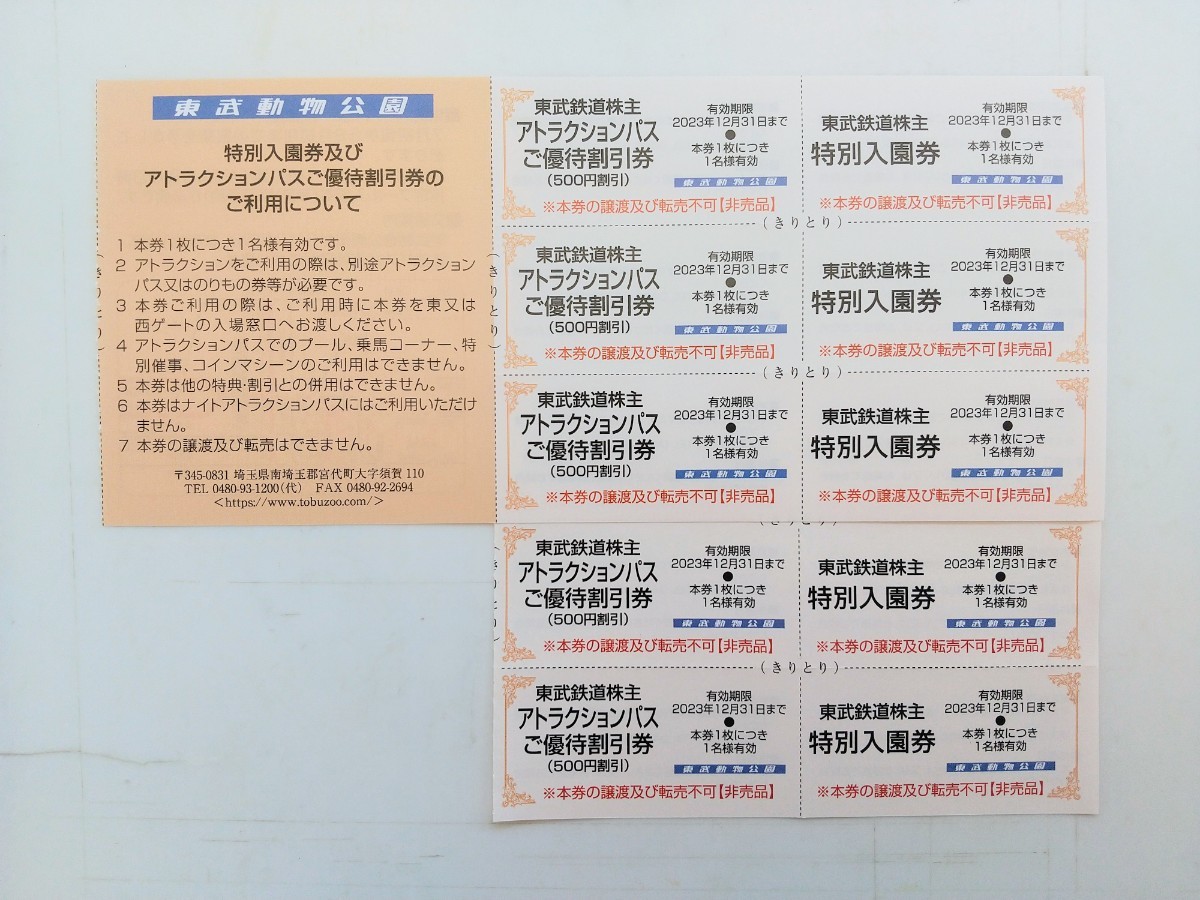 東武動物公園
特別入園券及び
アトラクションパスご優待割引券の
ご利用について
1 本券1枚につき1名様有効です。
2 アトラクションをご利用の際は、別途アトラクション
パス又はのりもの券等が必要です。
3 本券ご利用の際は、ご利用時に本券を東又は
西ゲートの入場窓口へお渡しください。
4 アトラクションパスでのプール、乗馬コーナー、特
別催事、コインマシーンのご利用はできません。
5 本券は他の特典・割引との併用はできません。
6 本券はナイトアトラクションパスにはご利用いただけ
ません。
7 本券の譲渡及び転売はできません。
〒345-0831 埼玉県南埼玉郡宮代町大字須賀 110
TEL 0480-93-1200(代) FAX 0480-92-2694
<https://www.tobuzoo.com/>
(きりとり)
(きりとり)
東武鉄道株主
アトラクションパス
ご優待割引券
(500円割引)
有効期限
2023年12月31日まで
●
本券1枚につき
1名様有効
東武動物公園
※本券の譲渡及び転売不可【非売品】
東武鉄道株主
特別入園券
有効期限
2023年12月31日まで
●
本券1枚につき
1名様有効
東武動物公園
※本券の譲渡及び転売不可【非売品】
(きりとり)
東武鉄道株主
アトラクションパス
ご優待割引券
(500円割引)
有効期限
2023年12月31日まで
●
本券1枚につき
1名様有効
東武動物公園
※本券の譲渡及び転売不可【非売品】
東武鉄道株主
特別入園券
有効期限
2023年12月31日まで
●
本券1枚につき
1名様有効
東武動物公園
※本券の譲渡及び転売不可【非売品】
(きりとり)
東武鉄道株主
アトラクションパス
ご優待割引券
(500円割引)
有効期限
2023年12月31日まで
●
本券1枚につき
1名様有効
東武動物公園
※本券の譲渡及び転売不可【非売品】
東武鉄道株主
特別入園券
有効期限
2023年12月31日まで
●
本券1枚につき
1名様有効
東武動物公園
※本券の譲渡及び転売不可【非売品】
(きりとり)
(きりとり)
東武鉄道株主
アトラクションパス
ご優待割引券
(500円割引)
有効期限
2023年12月31日まで
●
本券1枚につき
1名様有効
東武動物公園
※本券の譲渡及び転売不可【非売品】
東武鉄道株主
特別入園券
有効期限
2023年12月31日まで
●
本券1枚につき
1名様有効
東武動物公園
※本券の譲渡及び転売不可【非売品】
(きりとり)
東武鉄道株主
アトラクションパス
ご優待割引券
(500円割引)
有効期限
2023年12月31日まで
●
本券1枚につき
1名様有効
東武動物公園
※本券の譲渡及び転売不可【非売品】
東武鉄道株主
特別入園券
有効期限
2023年12月31日まで
●
本券1枚につき
1名様有効
東武動物公園
※本券の譲渡及び転売不可【非売品】